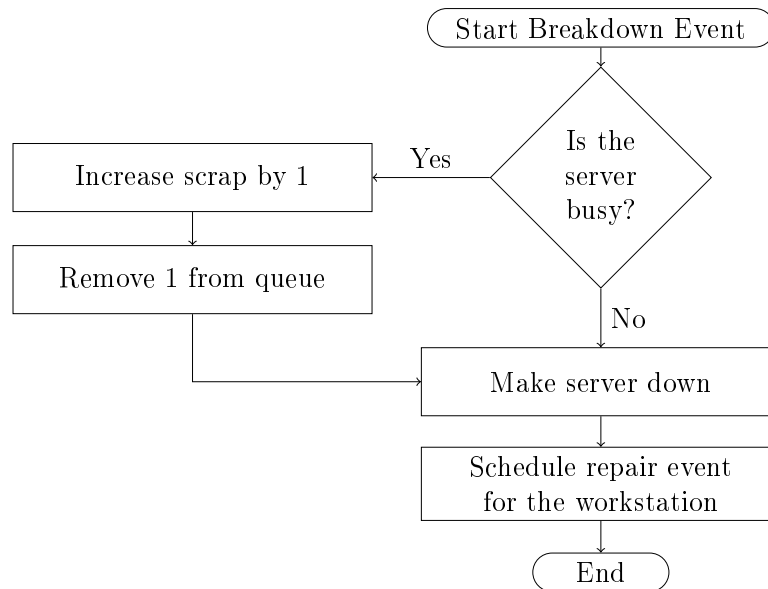 Start Breakdown Event
Is the
server
busy?
Yes
Increase scrap by 1
Remove 1 from queue
No
Make server down
Schedule repair event
for the workstation
End